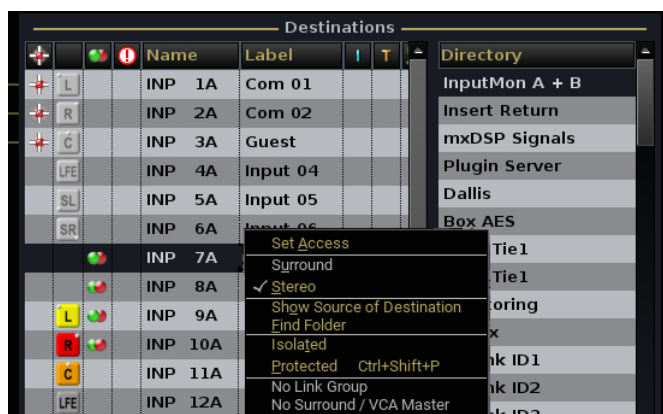 Destinations
Name Label I T Directory
L INP 1A Com 01 InputMon A + B
R INP 2A Com 02 Insert Return
C INP 3A Guest mxDSP Signals
LFE INP 4A Input 04 Plugin Server
SL INP 5A Input 05 Dallis
SR INP 6A Box AES
INP 7A Tie1
INP 8A Tie1
L INP 9A oring
R INP 10A x
C INP 11A nk ID1
LFE INP 12A nk ID2
nk ID3
Set Access
Surround
✓ Stereo
Show Source of Destination
Find Folder
Isolated
Protected Ctrl+Shift+P
No Link Group
No Surround / VCA Master